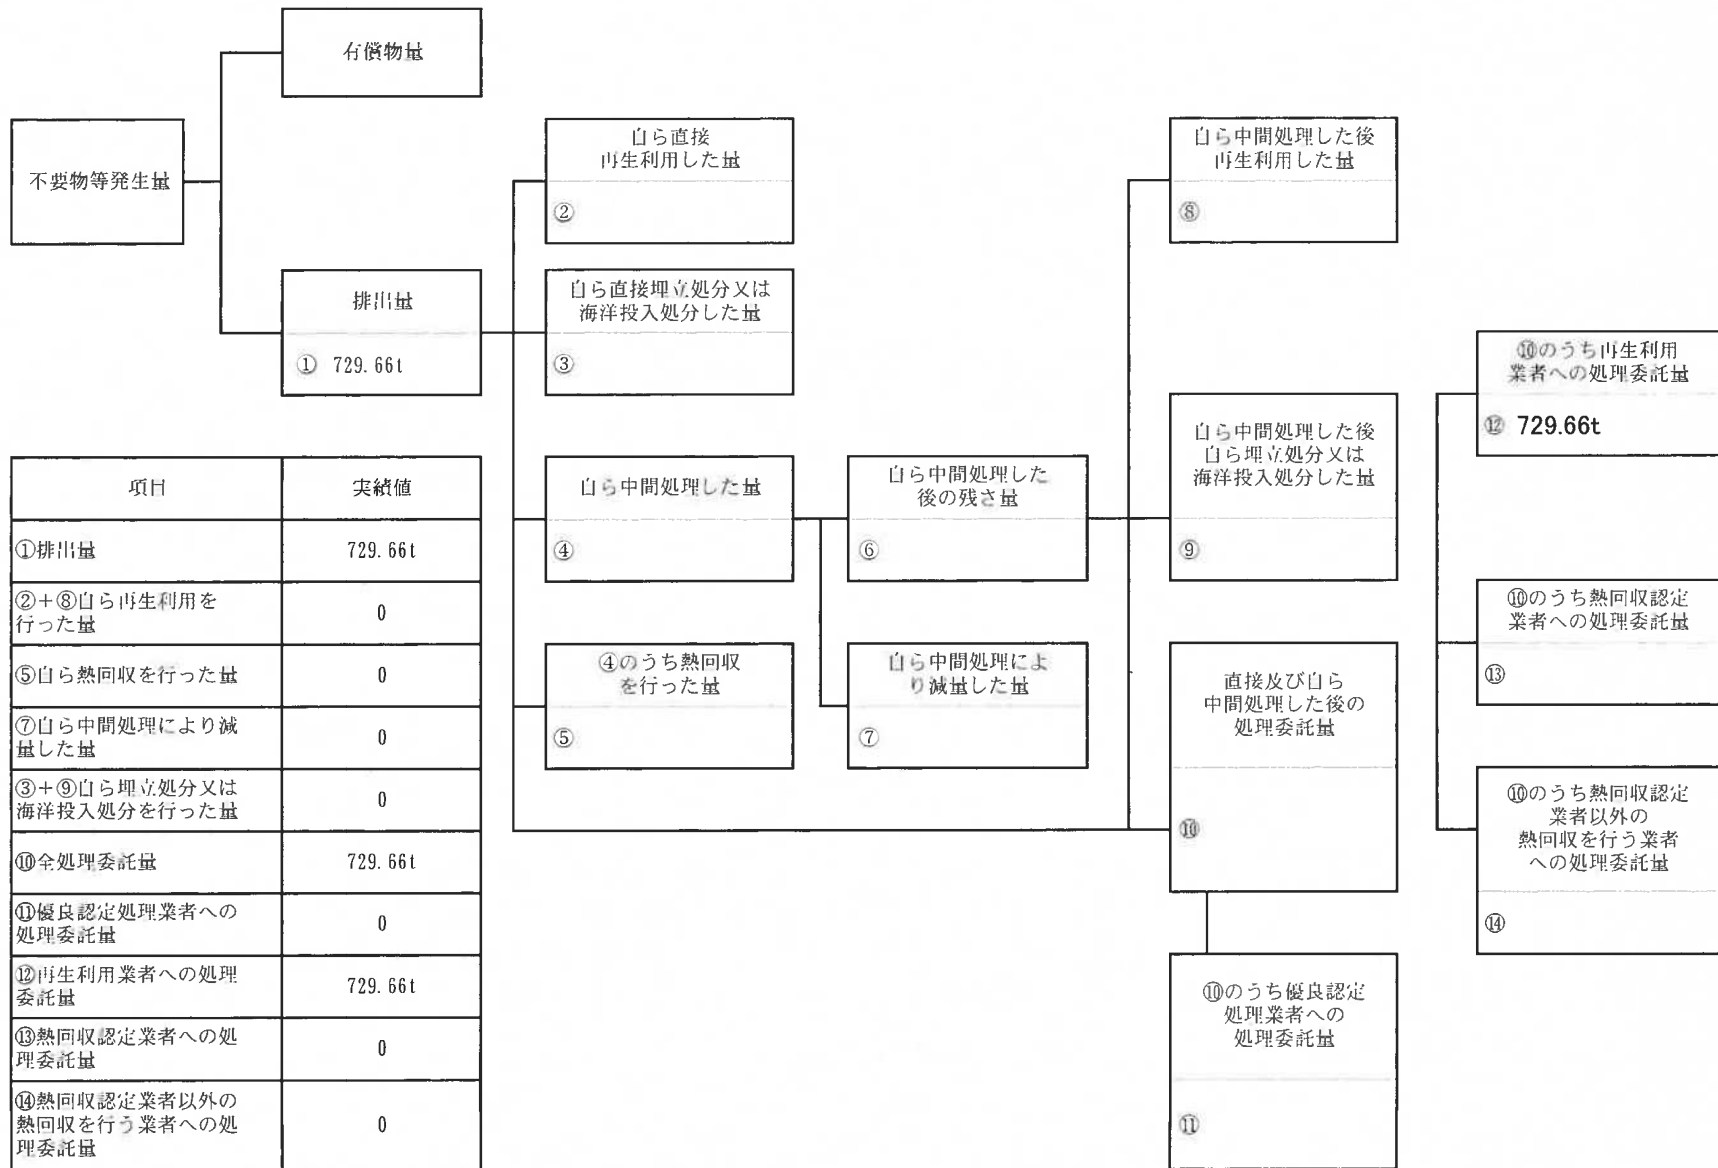 有償物量
不要物等発生量
排出量
① 729.66t
自ら直接
再生利用した量
②
自ら直接埋立処分又は
海洋投入処分した量
③
自ら中間処理した量
④
④のうち熱回収
を行った量
⑤
自ら中間処理した
後の残さ量
⑥
自ら中間処理によ
り減量した量
⑦
自ら中間処理した後
再生利用した量
⑧
自ら中間処理した後
自ら埋立処分又は
海洋投入処分した量
⑨
直接及び自ら
中間処理した後の
処理委託量
⑩
⑩のうち優良認定
処理業者への
処理委託量
⑪
⑩のうち再生利用
業者への処理委託量
⑫ 729.66t
⑩のうち熱回収認定
業者への処理委託量
⑬
⑩のうち熱回収認定
業者以外の
熱回収を行う業者
への処理委託量
⑭
項目 実績値
①排出量 729.66t
②+⑧自ら再生利用を
行った量 0
⑤自ら熱回収を行った量 0
⑦自ら中間処理により減
量した量 0
③+⑨自ら埋立処分又は
海洋投入処分を行った量 0
⑩全処理委託量 729.66t
⑪優良認定処理業者への
処理委託量 0
⑫再生利用業者への処理
委託量 729.66t
⑬熱回収認定業者への処
理委託量 0
⑭熱回収認定業者以外の
熱回収を行う業者への処
理委託量 0